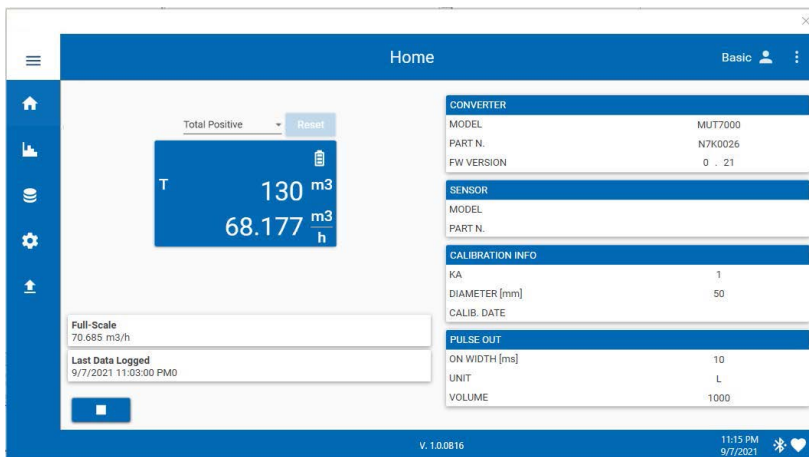 Home
Basic
Total Positive
Reset
T 130 m3
68.177 m3/h
Full-Scale
70.685 m3/h
Last Data Logged
9/7/2021 11:03:00 PM0
CONVERTER
MODEL MUT7000
PART N. N7K0026
FW VERSION 0 . 21
SENSOR
MODEL
PART N.
CALIBRATION INFO
KA 1
DIAMETER [mm] 50
CALIB. DATE
PULSE OUT
ON WIDTH [ms] 10
UNIT L
VOLUME 1000
V. 1.0.0B16
11:15 PM
9/7/2021